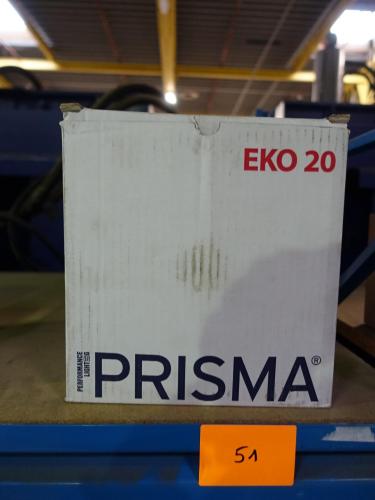 EKO 20
PERFORMANCE
LIGHTING
PRISMA®
51